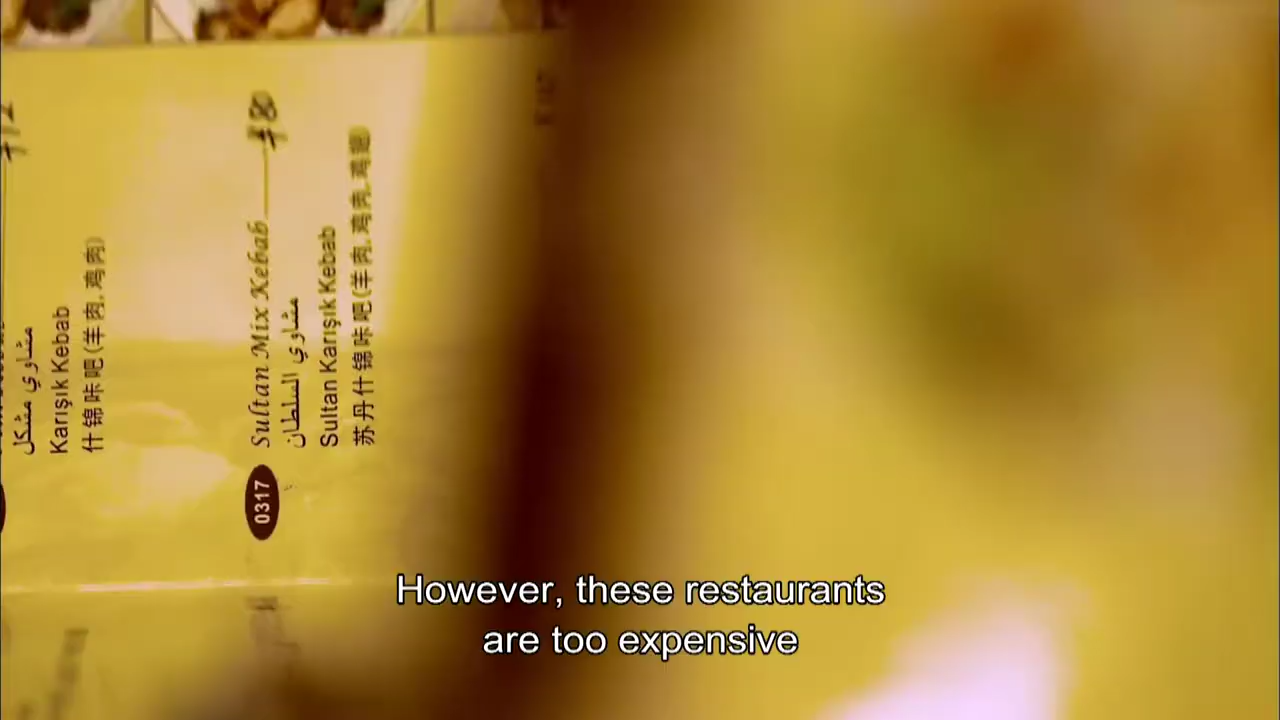 مشاوي مشكل
Karışık Kebab
什锦咔吧(羊肉,鸡肉)
0317 Sultan Mix Kebab ¥80
مشاوي السلطان
Sultan Karışık Kebab
苏丹什锦咔吧(羊肉,鸡肉,鸡翅)
However, these restaurants
are too expensive